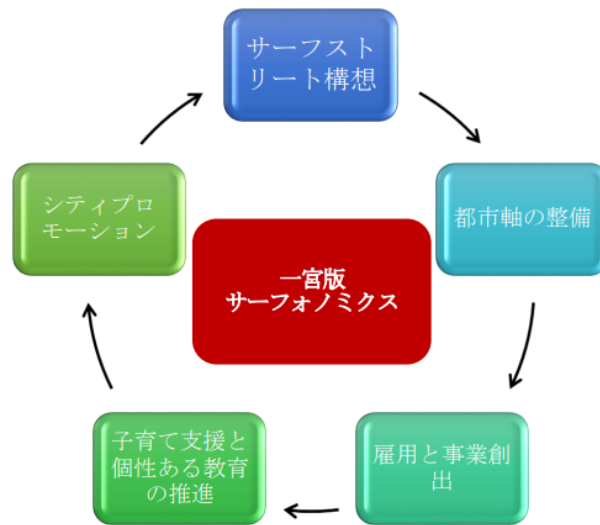 サーフスト
リート構想
都市軸の整備
雇用と事業創
出
子育て支援と
個性ある教育
の推進
シティプロ
モーション
一宮版
サーフォノミクス